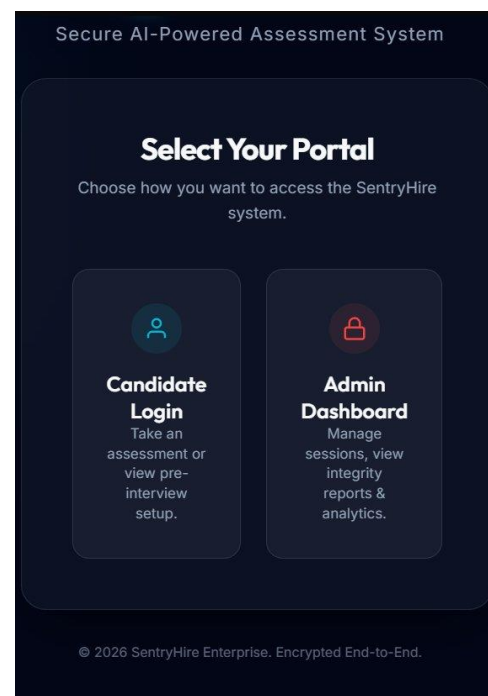 Secure AI-Powered Assessment System
Select Your Portal
Choose how you want to access the SentryHire
system.
Candidate
Login
Take an
assessment or
view pre-
interview
setup.
Admin
Dashboard
Manage
sessions, view
integrity
reports &
analytics.
© 2026 SentryHire Enterprise. Encrypted End-to-End.